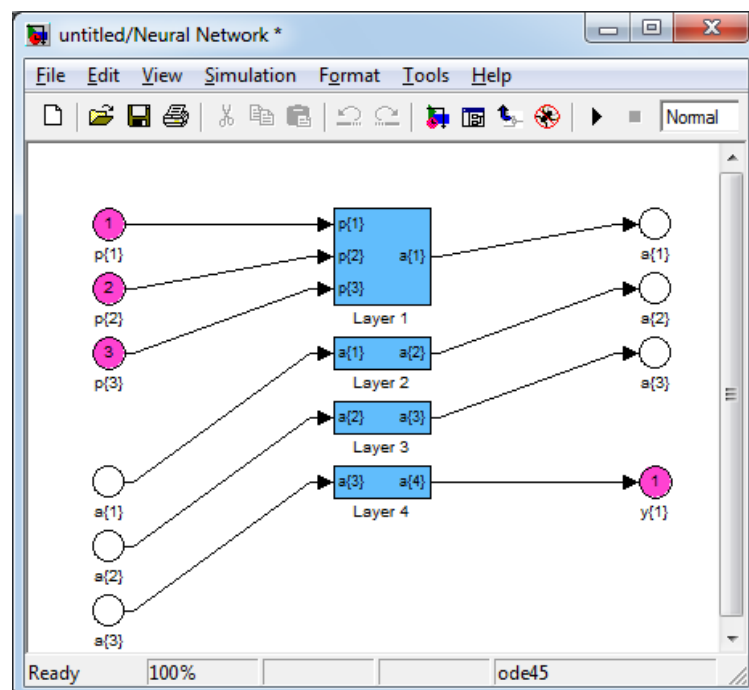 untitled/Neural Network *
File Edit View Simulation Format Tools Help
Normal
1
p{1}
2
p{2}
3
p{3}
p{1}
p{2} a{1}
p{3}
Layer 1
a{1} a{2}
Layer 2
a{2} a{3}
Layer 3
a{3} a{4}
Layer 4
a{1}
a{2}
a{3}
1
y{1}
a{1}
a{2}
a{3}
Ready 100% ode45